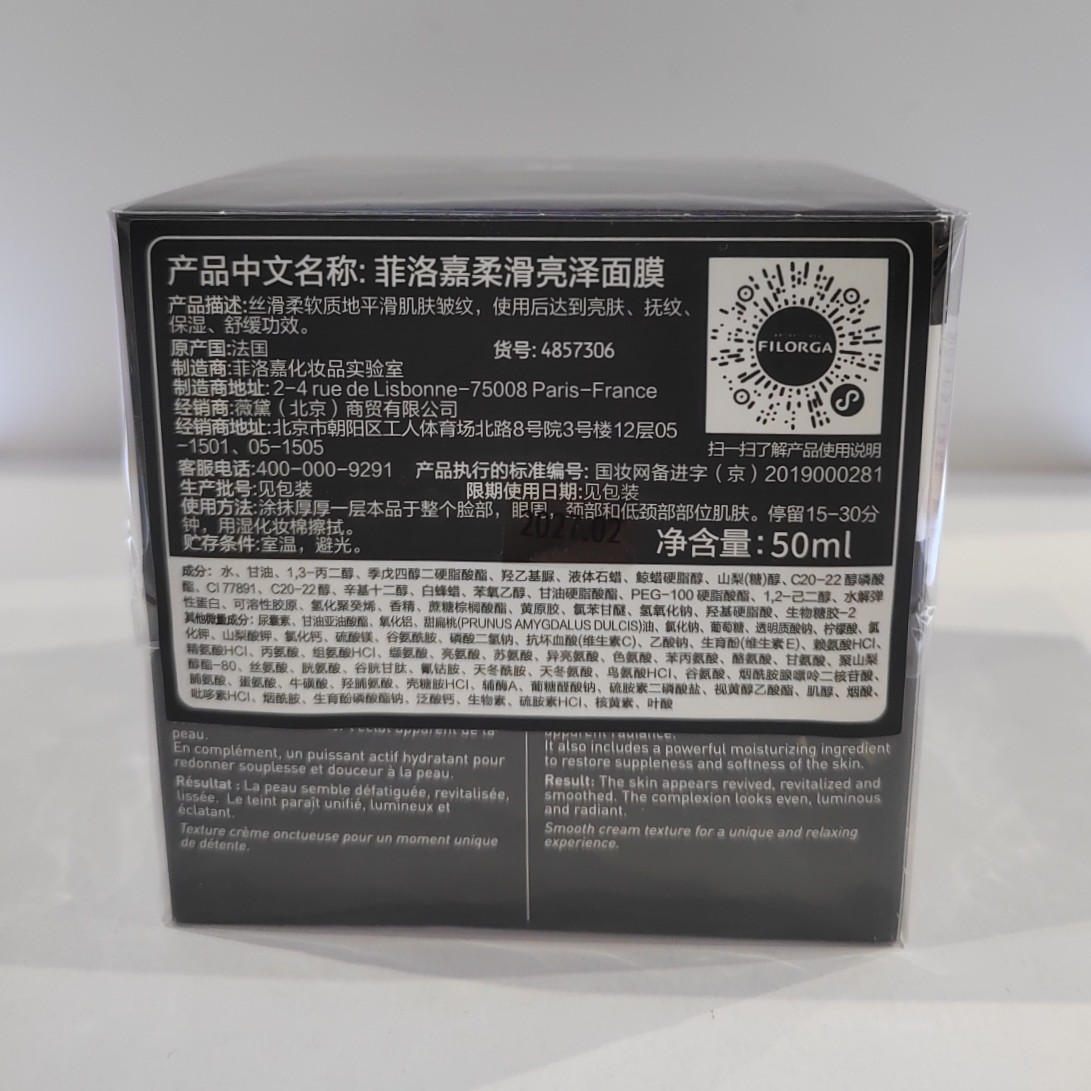 产品中文名称: 菲洛嘉柔滑亮泽面膜
产品描述:丝滑柔软质地平滑肌肤皱纹，使用后达到亮肤、抚纹、
保湿、舒缓功效。
原产国:法国 货号: 4857306
制造商:菲洛嘉化妆品实验室
制造商地址: 2-4 rue de Lisbonne-75008 Paris-France
经销商:薇黛（北京）商贸有限公司
经销商地址:北京市朝阳区工人体育场北路8号院3号楼12层05
-1501、05-1505
FILORGA
扫一扫了解产品使用说明
客服电话:400-000-9291 产品执行的标准编号: 国妆网备进字（京）2019000281
生产批号:见包装 限期使用日期:见包装
使用方法:涂抹厚厚一层本品于整个脸部，眼周，颈部和低颈部部位肌肤。停留15-30分
钟，用湿化妆棉擦拭。
2027.02
贮存条件:室温，避光。 净含量:50ml
成分：水、甘油、1,3-丙二醇、季戊四醇二硬脂酸酯、羟乙基脲、液体石蜡、鲸蜡硬脂醇、山梨(糖)醇、C20-22 醇磷酸
酯、CI 77891、C20-22 醇、辛基十二醇、白蜂蜡、苯氧乙醇、甘油硬脂酸酯、PEG-100 硬脂酸酯、1,2-己二醇、水解弹
性蛋白、可溶性胶原、氢化聚癸烯、香精、蔗糖棕榈酸酯、黄原胶、氯苯甘醚、氢氧化钠、羟基硬脂酸、生物糖胶-2
其他微量成分：尿囊素、甘油亚油酸酯、氧化铝、甜扁桃(PRUNUS AMYGDALUS DULCIS)油、氯化钠、葡萄糖、透明质酸钠、柠檬酸、氯
化钾、山梨酸钾、氯化钙、硫酸镁、谷氨酰胺、磷酸二氢钠、抗坏血酸(维生素C)、乙酸钠、生育酚(维生素E)、赖氨酸HCl、
精氨酸HCl、丙氨酸、组氨酸HCl、缬氨酸、亮氨酸、苏氨酸、异亮氨酸、色氨酸、苯丙氨酸、酪氨酸、甘氨酸、聚山梨
醇酯-80、丝氨酸、胱氨酸、谷胱甘肽、氰钴胺、天冬酰胺、天冬氨酸、鸟氨酸HCl、谷氨酸、烟酰胺腺嘌呤二核苷酸、
脯氨酸、蛋氨酸、牛磺酸、羟脯氨酸、壳糖胺HCl、辅酶A、葡糖醛酸钠、硫胺素二磷酸盐、视黄醇乙酸酯、肌醇、烟酸、
吡哆素HCl、烟酰胺、生育酚磷酸酯钠、泛酸钙、生物素、硫胺素HCl、核黄素、叶酸
l'éclat apparent de la
peau.
En complément, un puissant actif hydratant pour
redonner souplesse et douceur à la peau.
Résultat : La peau semble défatiguée, revitalisée,
lissée. Le teint paraît unifié, lumineux et
éclatant.
Texture crème onctueuse pour un moment unique
de détente.
apparent radiance.
It also includes a powerful moisturizing ingredient
to restore suppleness and softness of the skin.
Result: The skin appears revived, revitalized and
smoothed. The complexion looks even, luminous
and radiant.
Smooth cream texture for a unique and relaxing
experience.